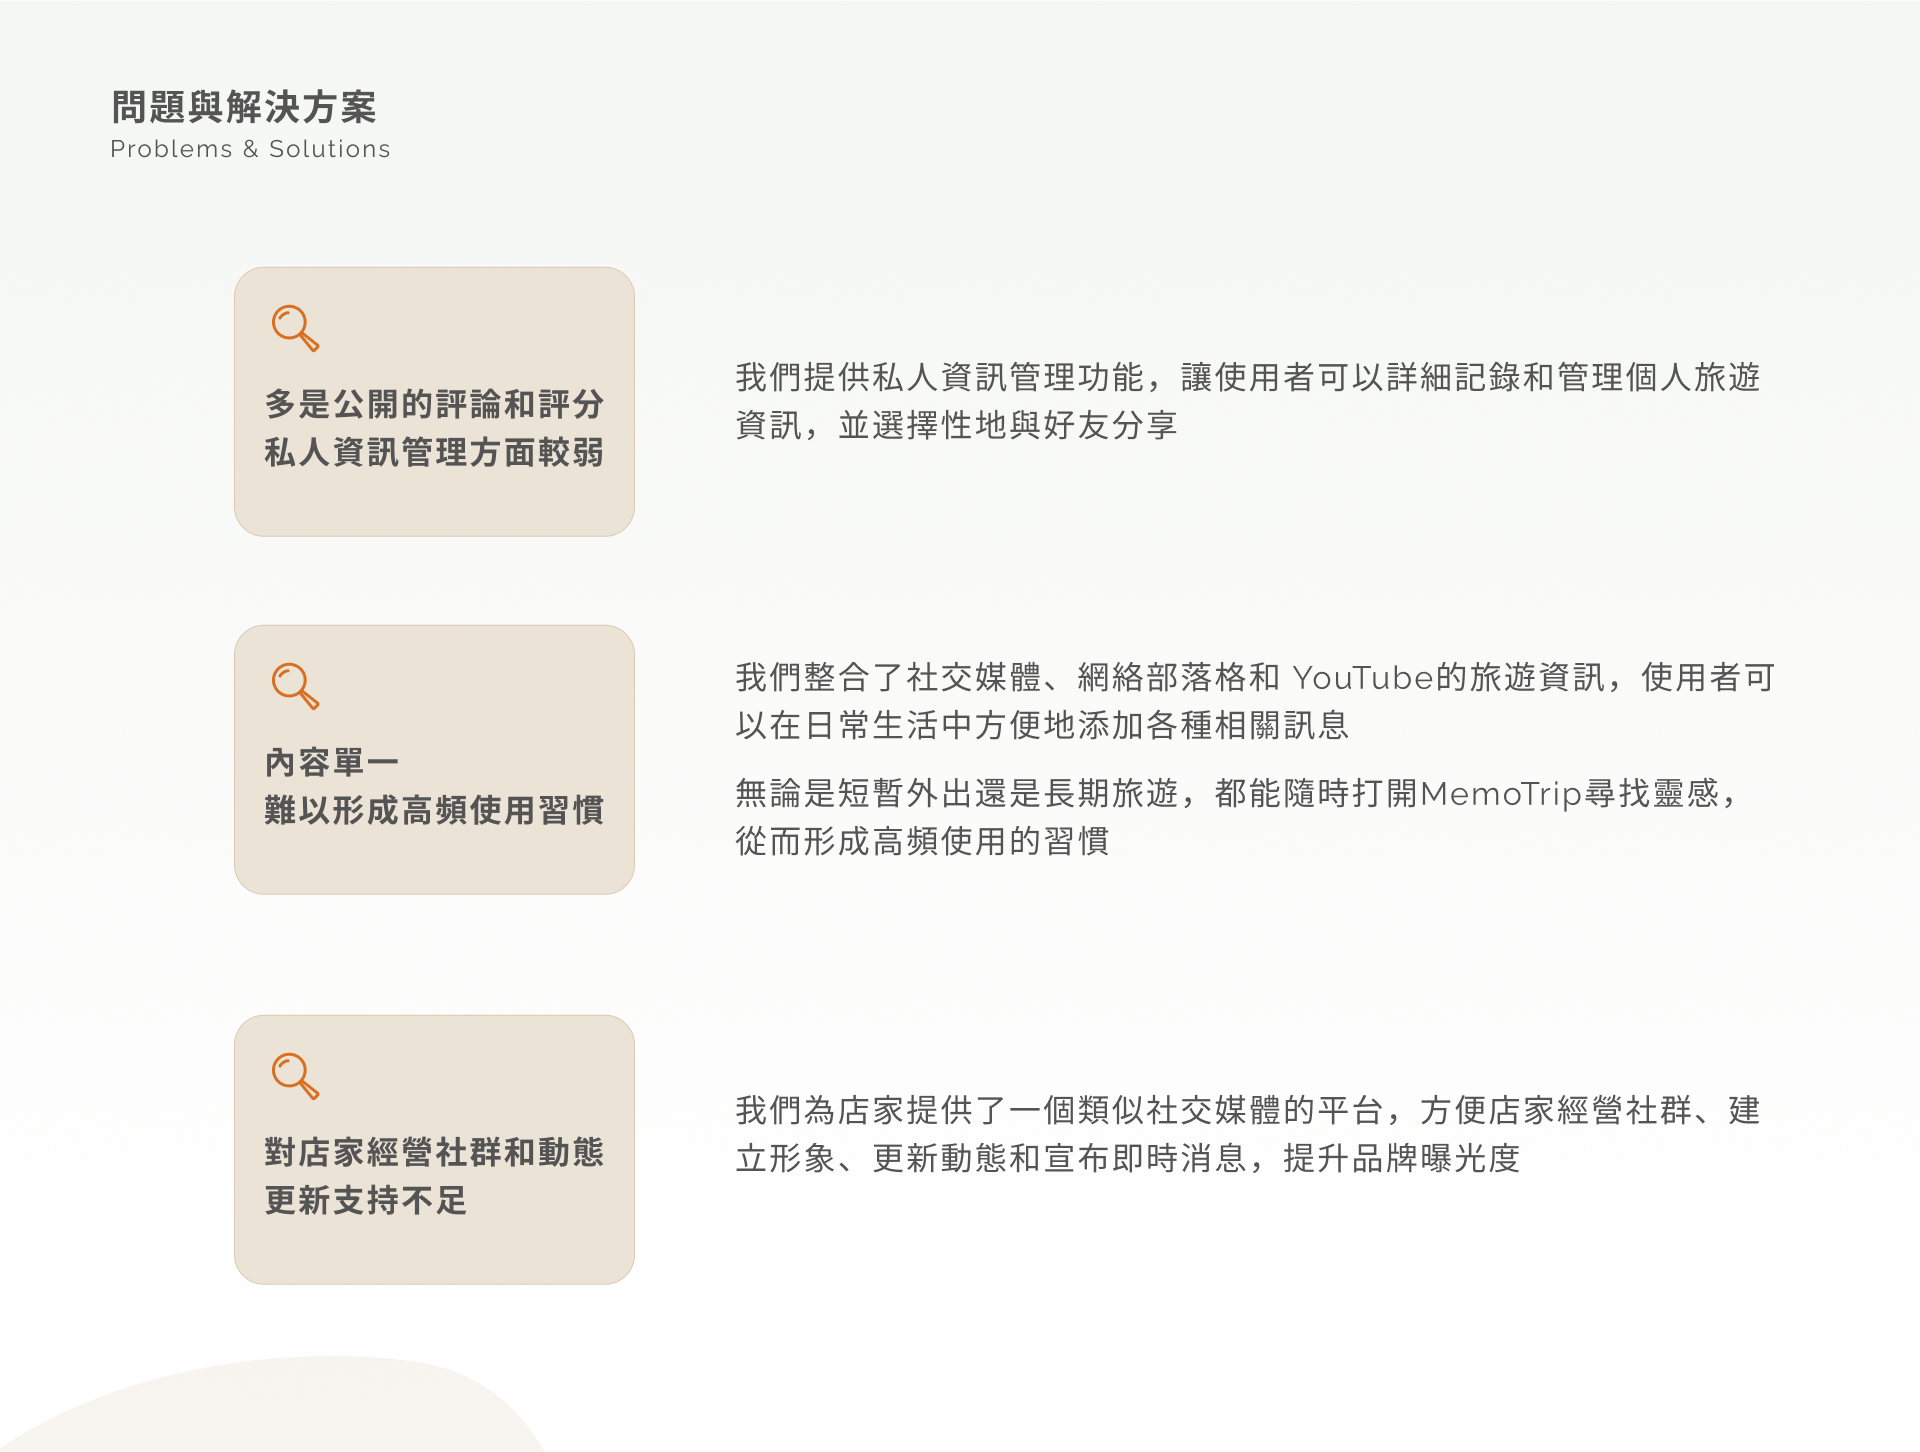 問題與解決方案
Problems & Solutions
多是公開的評論和評分
私人資訊管理方面較弱
我們提供私人資訊管理功能，讓使用者可以詳細記錄和管理個人旅遊
資訊，並選擇性地與好友分享
內容單一
難以形成高頻使用習慣
我們整合了社交媒體、網絡部落格和 YouTube的旅遊資訊，使用者可
以在日常生活中方便地添加各種相關訊息
無論是短暫外出還是長期旅遊，都能隨時打開MemoTrip尋找靈感，
從而形成高頻使用的習慣
對店家經營社群和動態
更新支持不足
我們為店家提供了一個類似社交媒體的平台，方便店家經營社群、建
立形象、更新動態和宣布即時消息，提升品牌曝光度